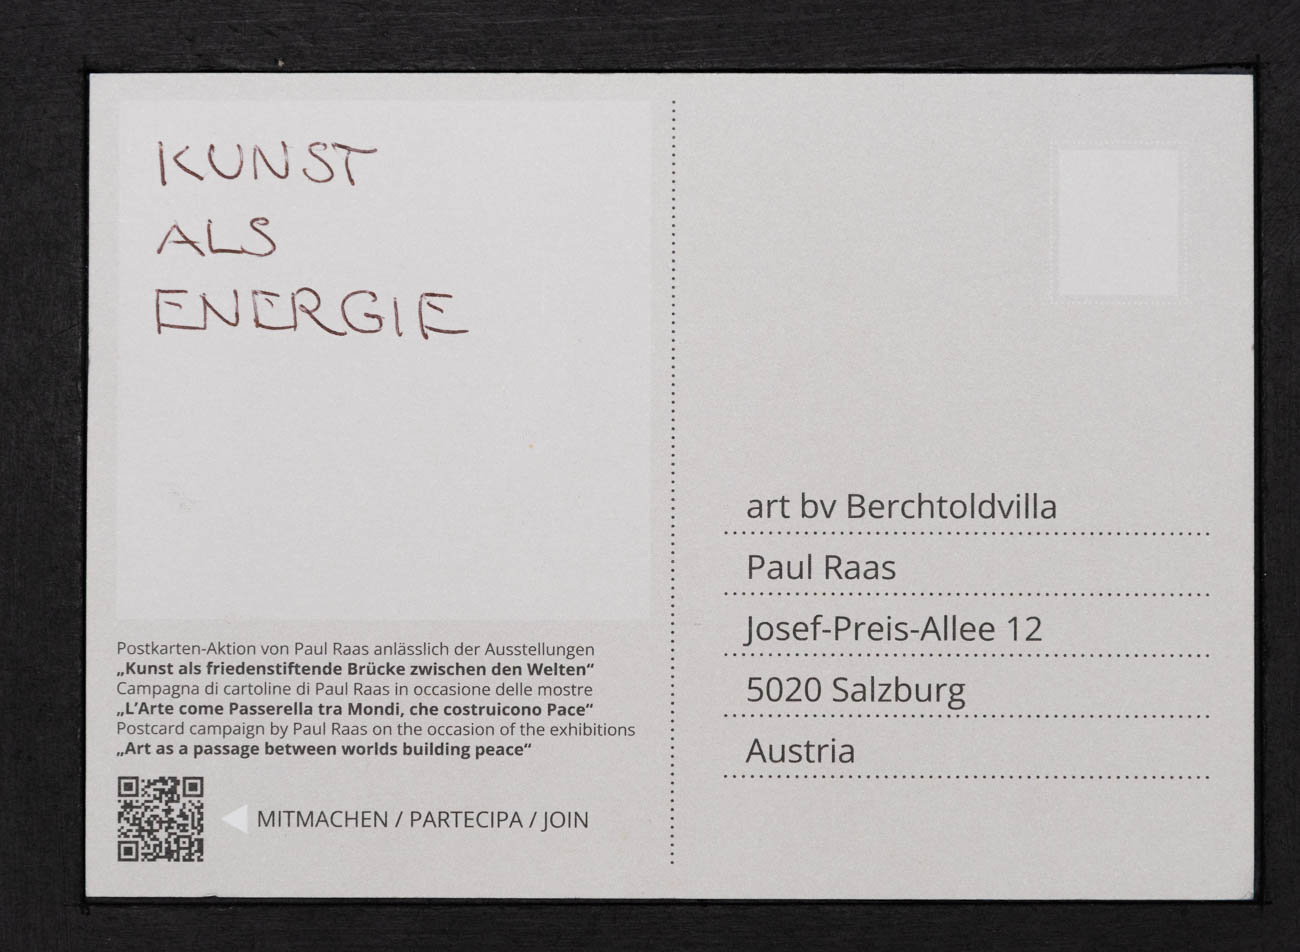 KUNST
ALS
ENERGIE
Postkarten-Aktion von Paul Raas anlässlich der Ausstellungen
„Kunst als friedenstiftende Brücke zwischen den Welten“
Campagna di cartoline di Paul Raas in occasione delle mostre
„L’Arte come Passerella tra Mondi, che costruicono Pace“
Postcard campaign by Paul Raas on the occasion of the exhibitions
„Art as a passage between worlds building peace“
MITMACHEN / PARTECIPA / JOIN
art bv Berchtoldvilla
Paul Raas
Josef-Preis-Allee 12
5020 Salzburg
Austria